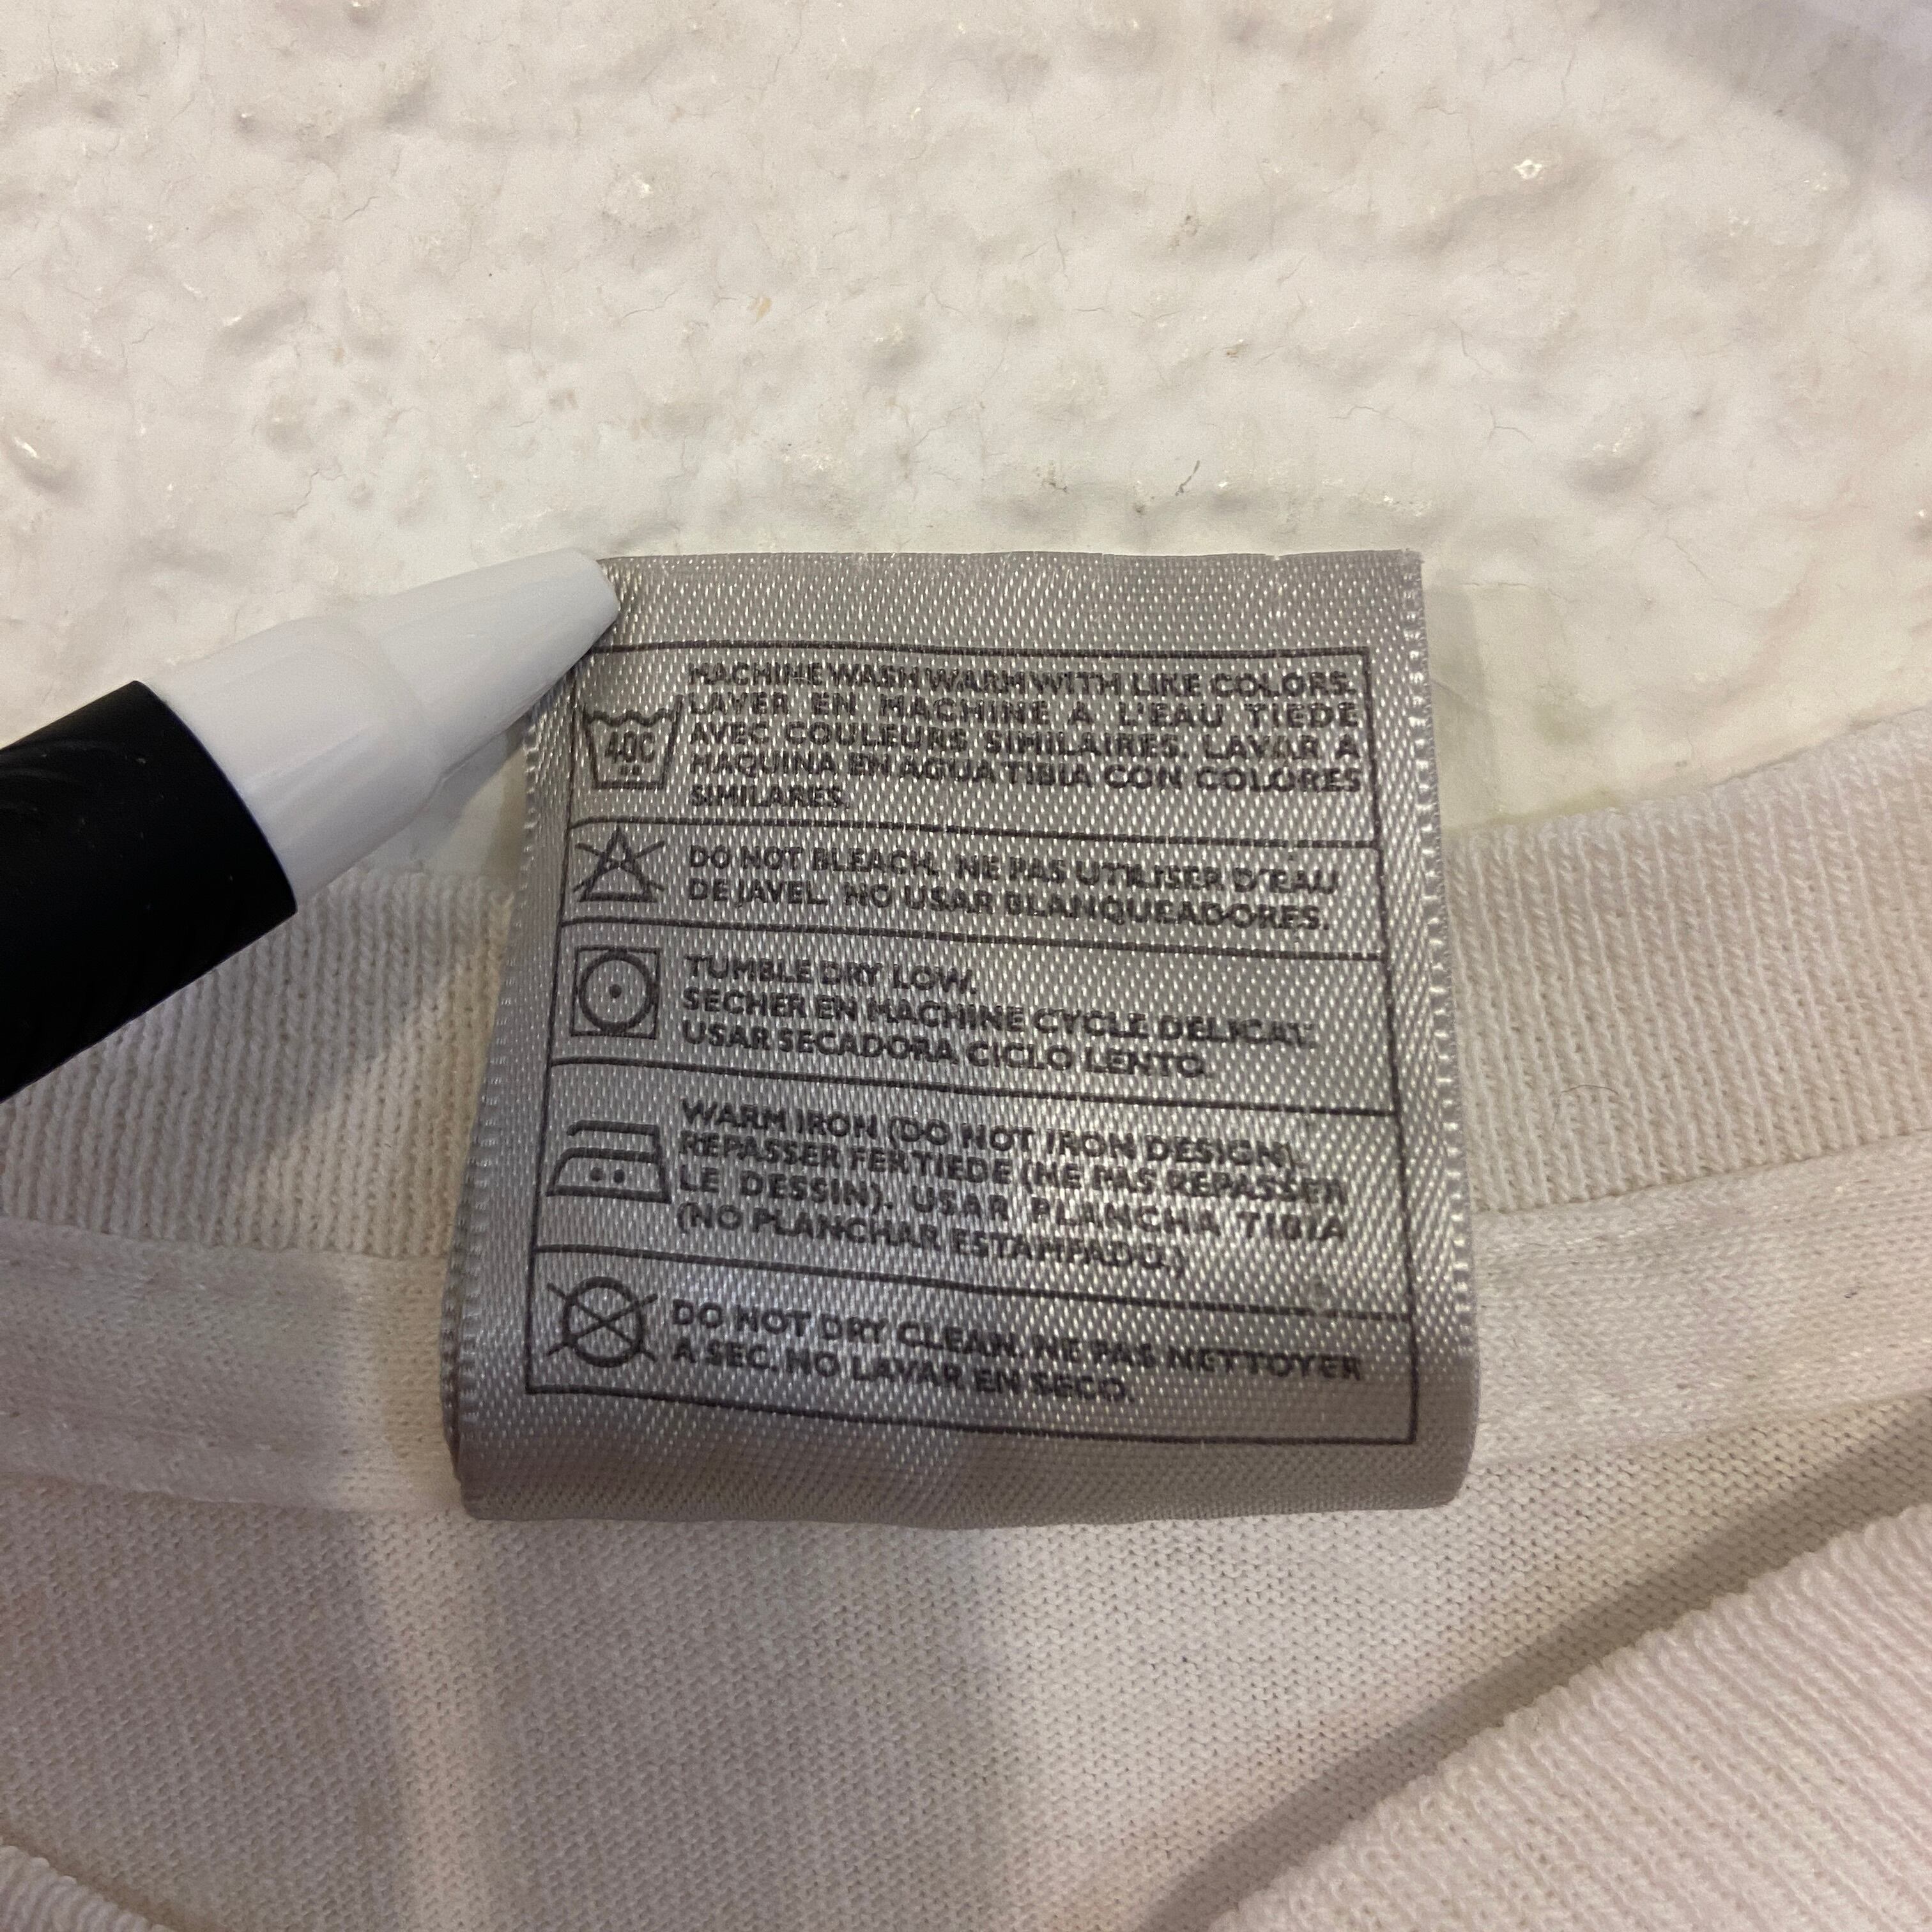 MACHINE WASH WARM WITH LIKE COLORS.
LAVER EN MACHINE A L'EAU TIEDE
40C
AVEC COULEURS SIMILAIRES. LAVAR A
MAQUINA EN AGUA TIBIA CON COLORES
SIMILARES.
DO NOT BLEACH. NE PAS UTILISER D'EAU
DE JAVEL. NO USAR BLANQUEADORES.
TUMBLE DRY LOW.
SECHER EN MACHINE CYCLE DELICAT.
USAR SECADORA CICLO LENTO.
WARM IRON (DO NOT IRON DESIGN).
REPASSER FER TIEDE (NE PAS REPASSER
LE DESSIN). USAR PLANCHA TIBIA
(NO PLANCHAR ESTAMPADO.)
DO NOT DRY CLEAN. NE PAS NETTOYER
A SEC. NO LAVAR EN SECO.